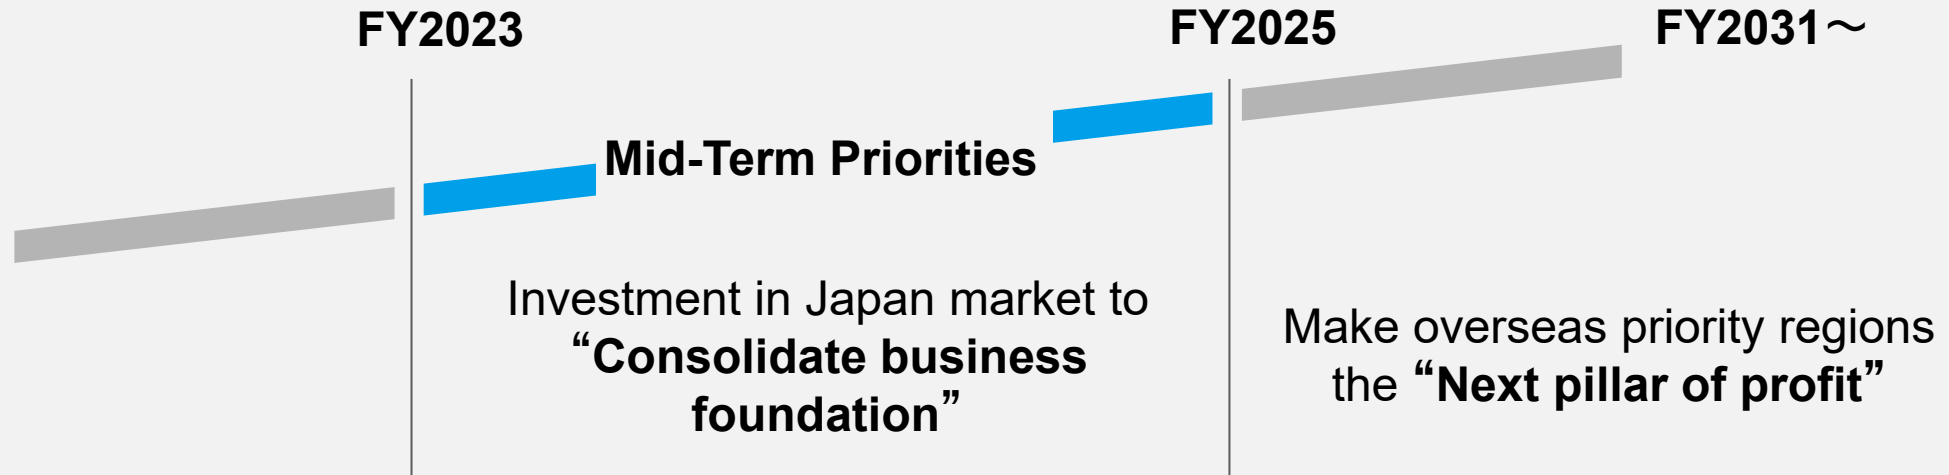 FY2023
FY2025
FY2031～
Mid-Term Priorities
Investment in Japan market to
“Consolidate business
foundation”
Make overseas priority regions
the “Next pillar of profit”